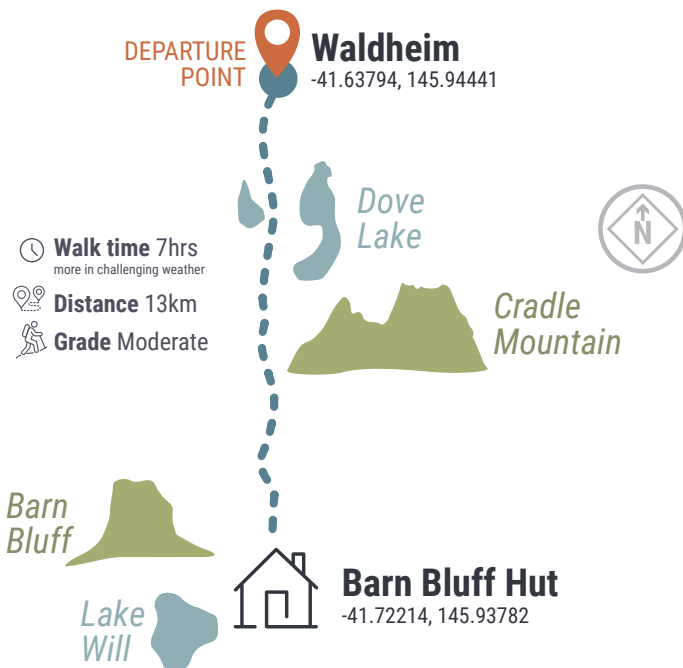 DEPARTURE
POINT
Waldheim
-41.63794, 145.94441
Dove
Lake
N
Walk time 7hrs
more in challenging weather
Distance 13km
Grade Moderate
Cradle
Mountain
Barn
Bluff
Barn Bluff Hut
-41.72214, 145.93782
Lake
Will